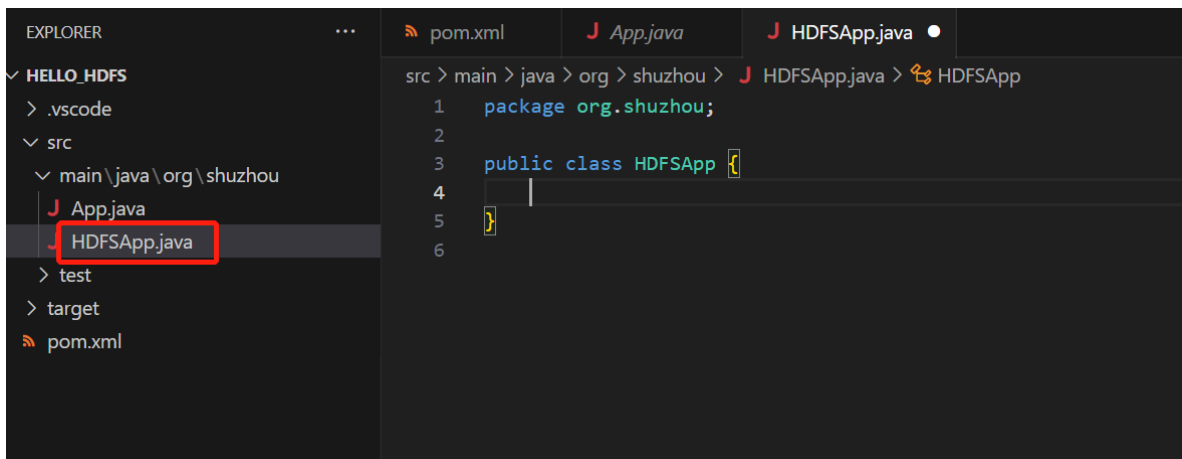 EXPLORER ···
HELLO_HDFS
.vscode
src
main\java\org\shuzhou
J App.java
J HDFSApp.java
test
target
pom.xml
pom.xml J App.java J HDFSApp.java ●
src > main > java > org > shuzhou > J HDFSApp.java > HDFSApp
1 package org.shuzhou;
2
3 public class HDFSApp {
4
5 }
6